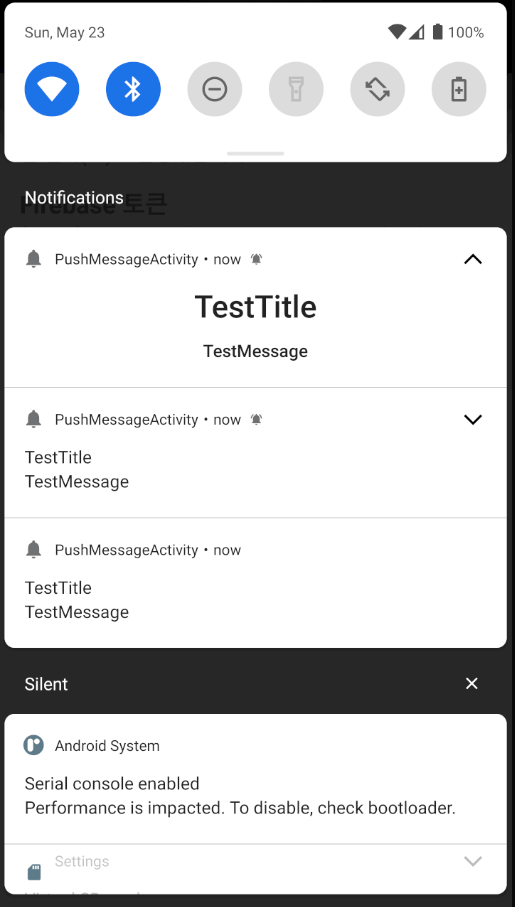 Sun, May 23
100%
Notifications
Firebase 토큰
PushMessageActivity • now
TestTitle
TestMessage
PushMessageActivity • now
TestTitle
TestMessage
PushMessageActivity • now
TestTitle
TestMessage
Silent
Android System
Serial console enabled
Performance is impacted. To disable, check bootloader.
Settings